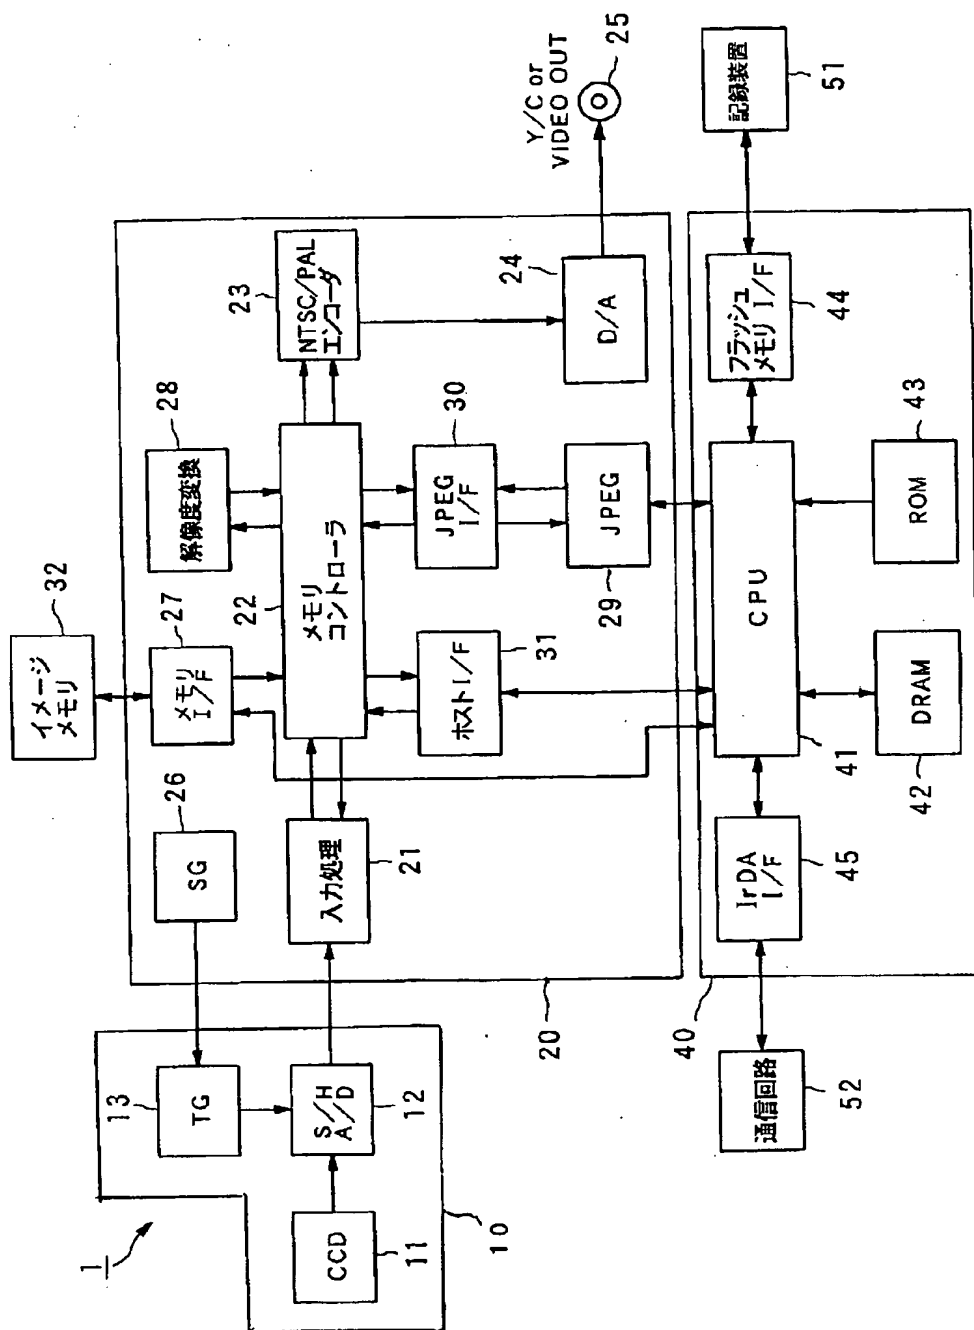 1
10
CCD
11
S/H
A/D
12
TG
13
20
入力処理
21
メモリ
コントローラ
22
NTSC/PAL
エンコーダ
23
D/A
24
Y/C or
VIDEO OUT
25
SG
26
メモリ
I/F
27
解像度変換
28
JPEG
29
JPEG
I/F
30
ホスト I/F
31
イメージ
メモリ
32
40
CPU
41
DRAM
42
ROM
43
フラッシュ
メモリ I/F
44
IrDA
I/F
45
記録装置
51
通信回路
52